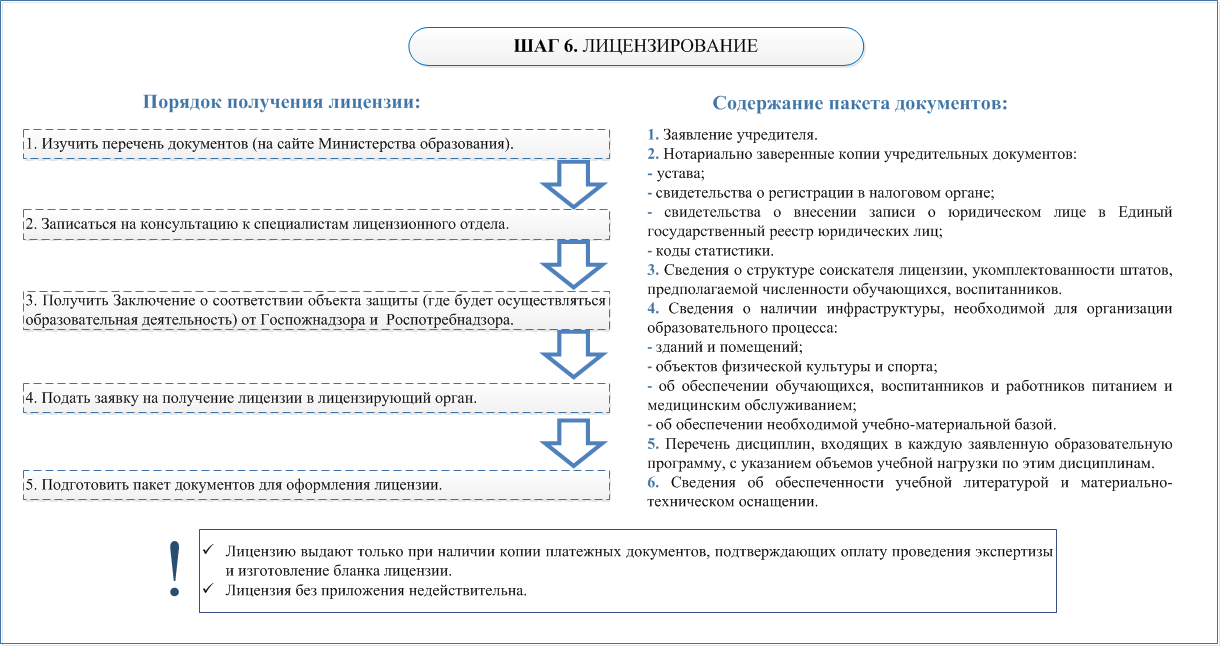 ШАГ 6. ЛИЦЕНЗИРОВАНИЕ
Порядок получения лицензии:
1. Изучить перечень документов (на сайте Министерства образования).
2. Записаться на консультацию к специалистам лицензионного отдела.
3. Получить Заключение о соответствии объекта защиты (где будет осуществляться
образовательная деятельность) от Госпожнадзора и Роспотребнадзора.
4. Подать заявку на получение лицензии в лицензирующий орган.
5. Подготовить пакет документов для оформления лицензии.
Содержание пакета документов:
1. Заявление учредителя.
2. Нотариально заверенные копии учредительных документов:
- устава;
- свидетельства о регистрации в налоговом органе;
- свидетельства о внесении записи о юридическом лице в Единый
государственный реестр юридических лиц;
- коды статистики.
3. Сведения о структуре соискателя лицензии, укомплектованности штатов,
предполагаемой численности обучающихся, воспитанников.
4. Сведения о наличии инфраструктуры, необходимой для организации
образовательного процесса:
- зданий и помещений;
- объектов физической культуры и спорта;
- об обеспечении обучающихся, воспитанников и работников питанием и
медицинским обслуживанием;
- об обеспечении необходимой учебно-материальной базой.
5. Перечень дисциплин, входящих в каждую заявленную образовательную
программу, с указанием объемов учебной нагрузки по этим дисциплинам.
6. Сведения об обеспеченности учебной литературой и материально-
техническом оснащении.
!
✓ Лицензию выдают только при наличии копии платежных документов, подтверждающих оплату проведения экспертизы
и изготовление бланка лицензии.
✓ Лицензия без приложения недействительна.